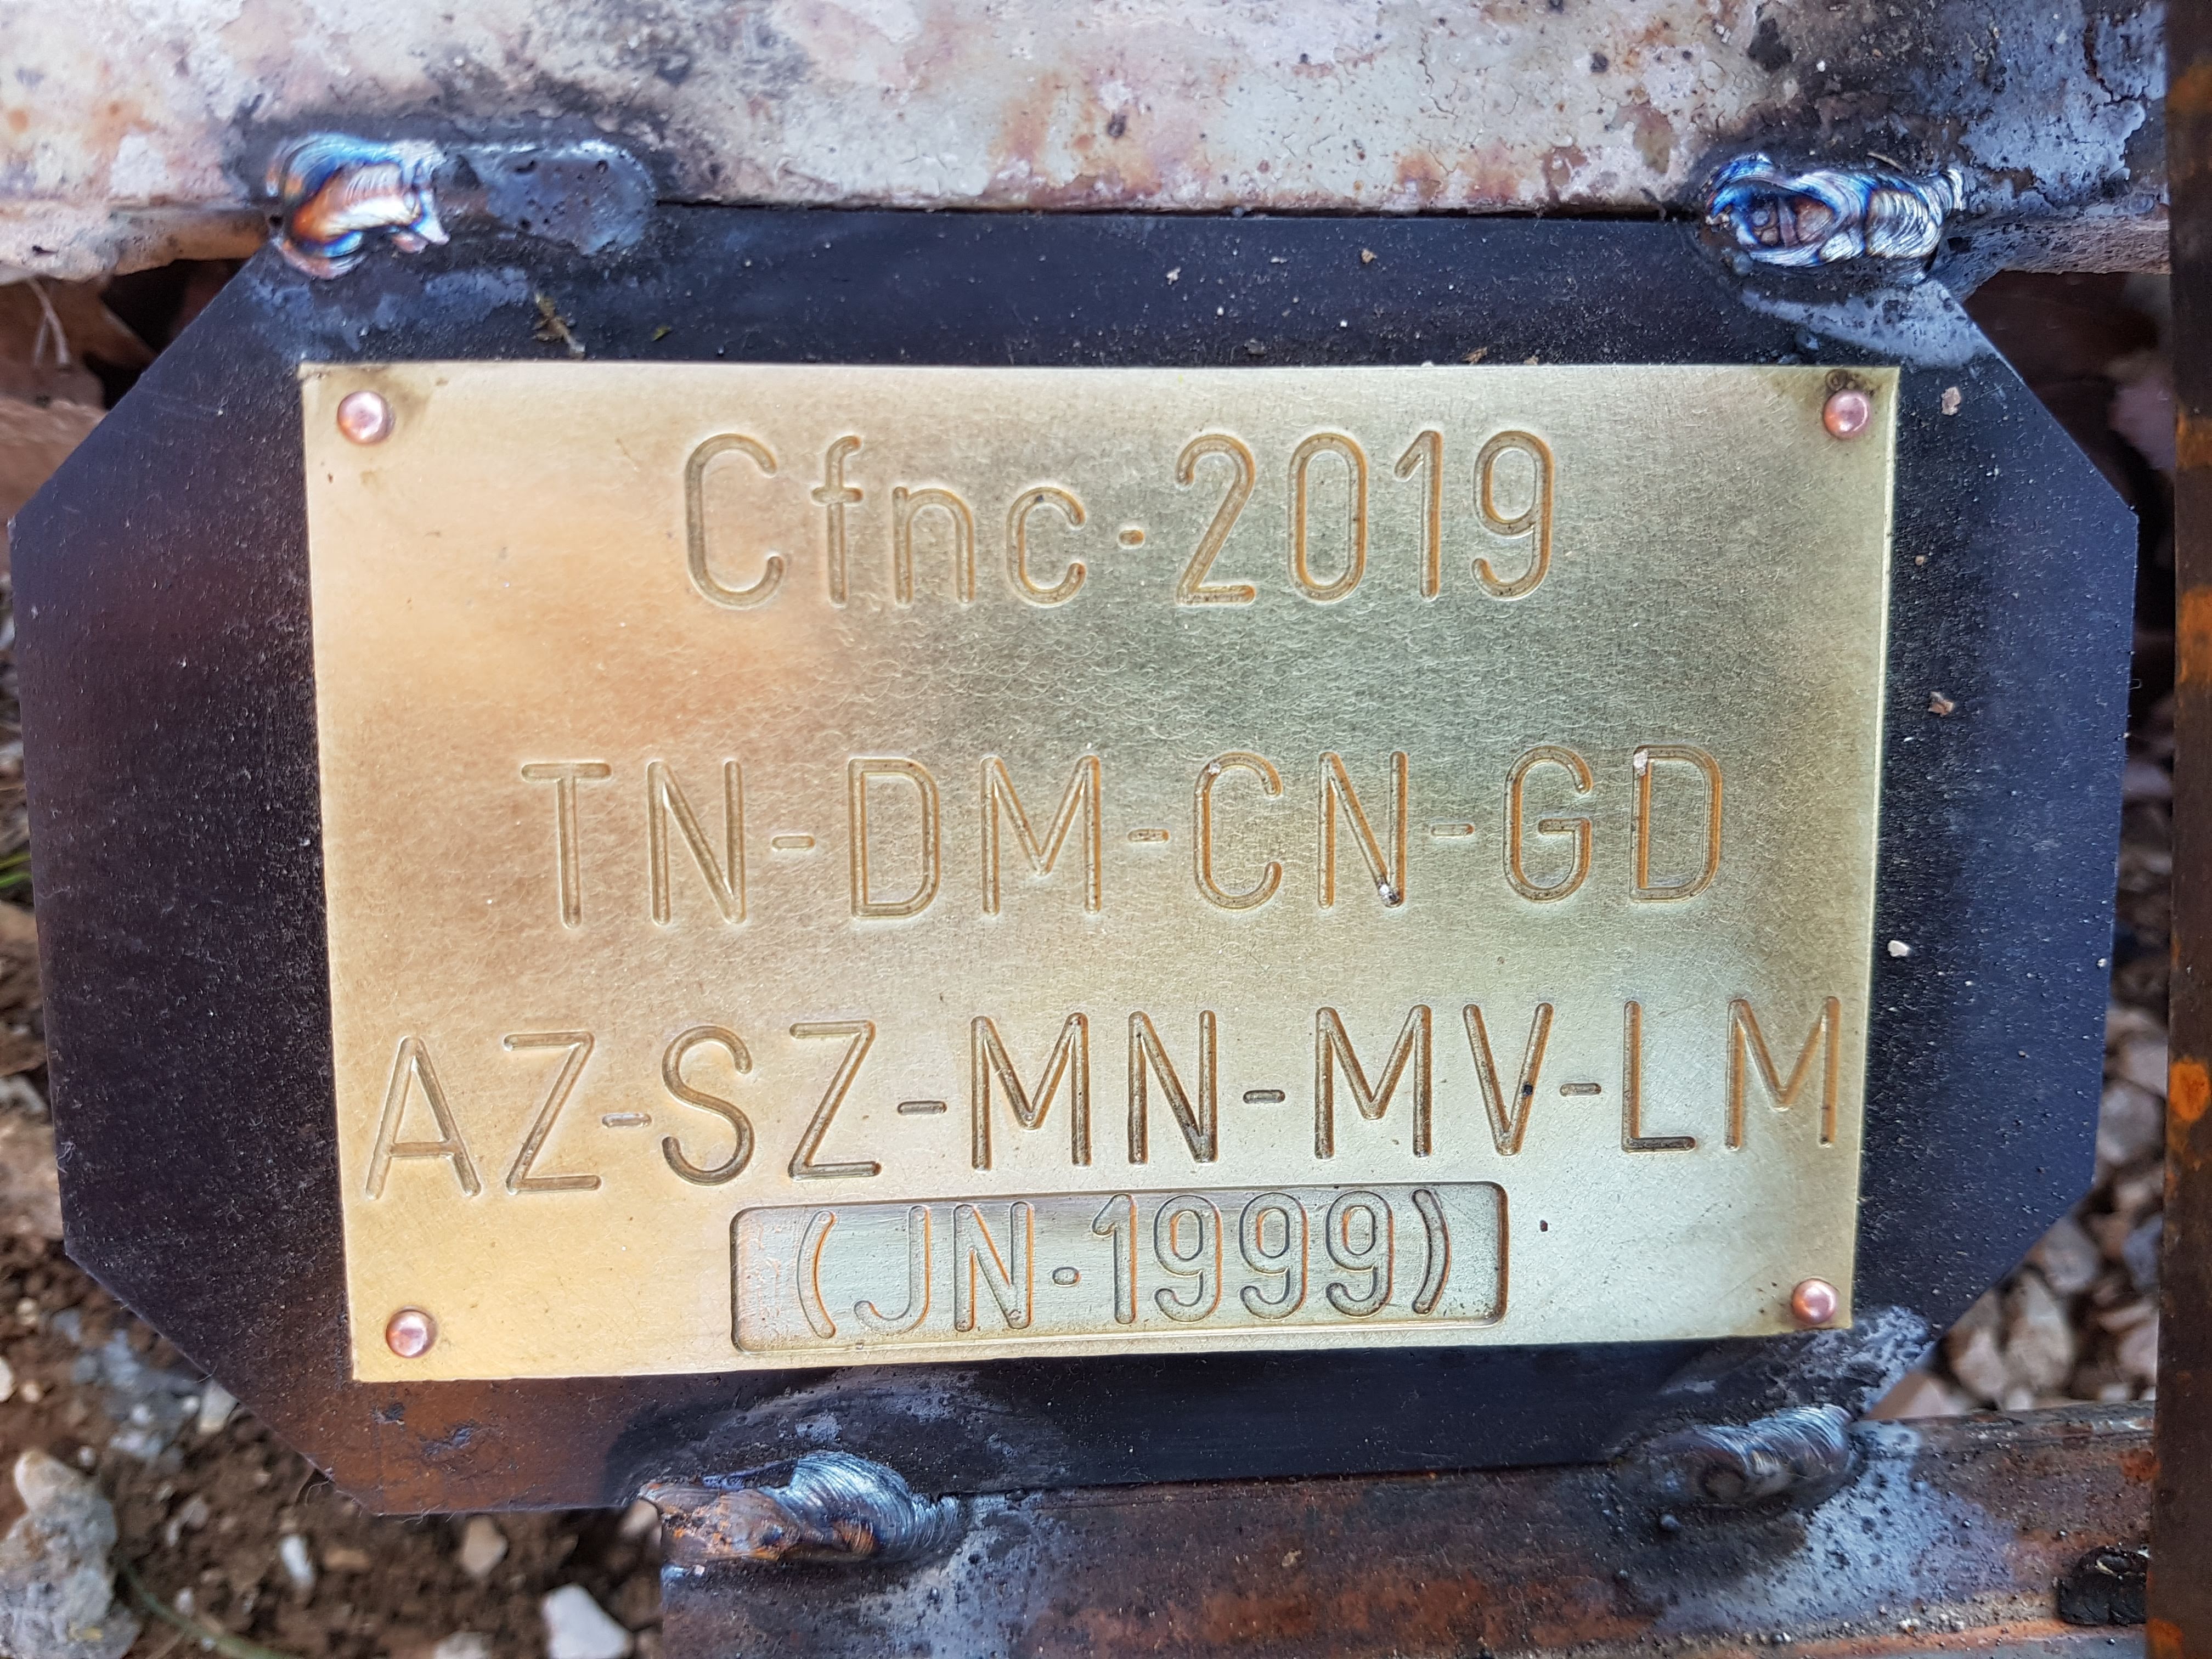 Cfnc-2019
TN-DM-CN-GD
AZ-SZ-MN-MV-LM
(JN-1999)